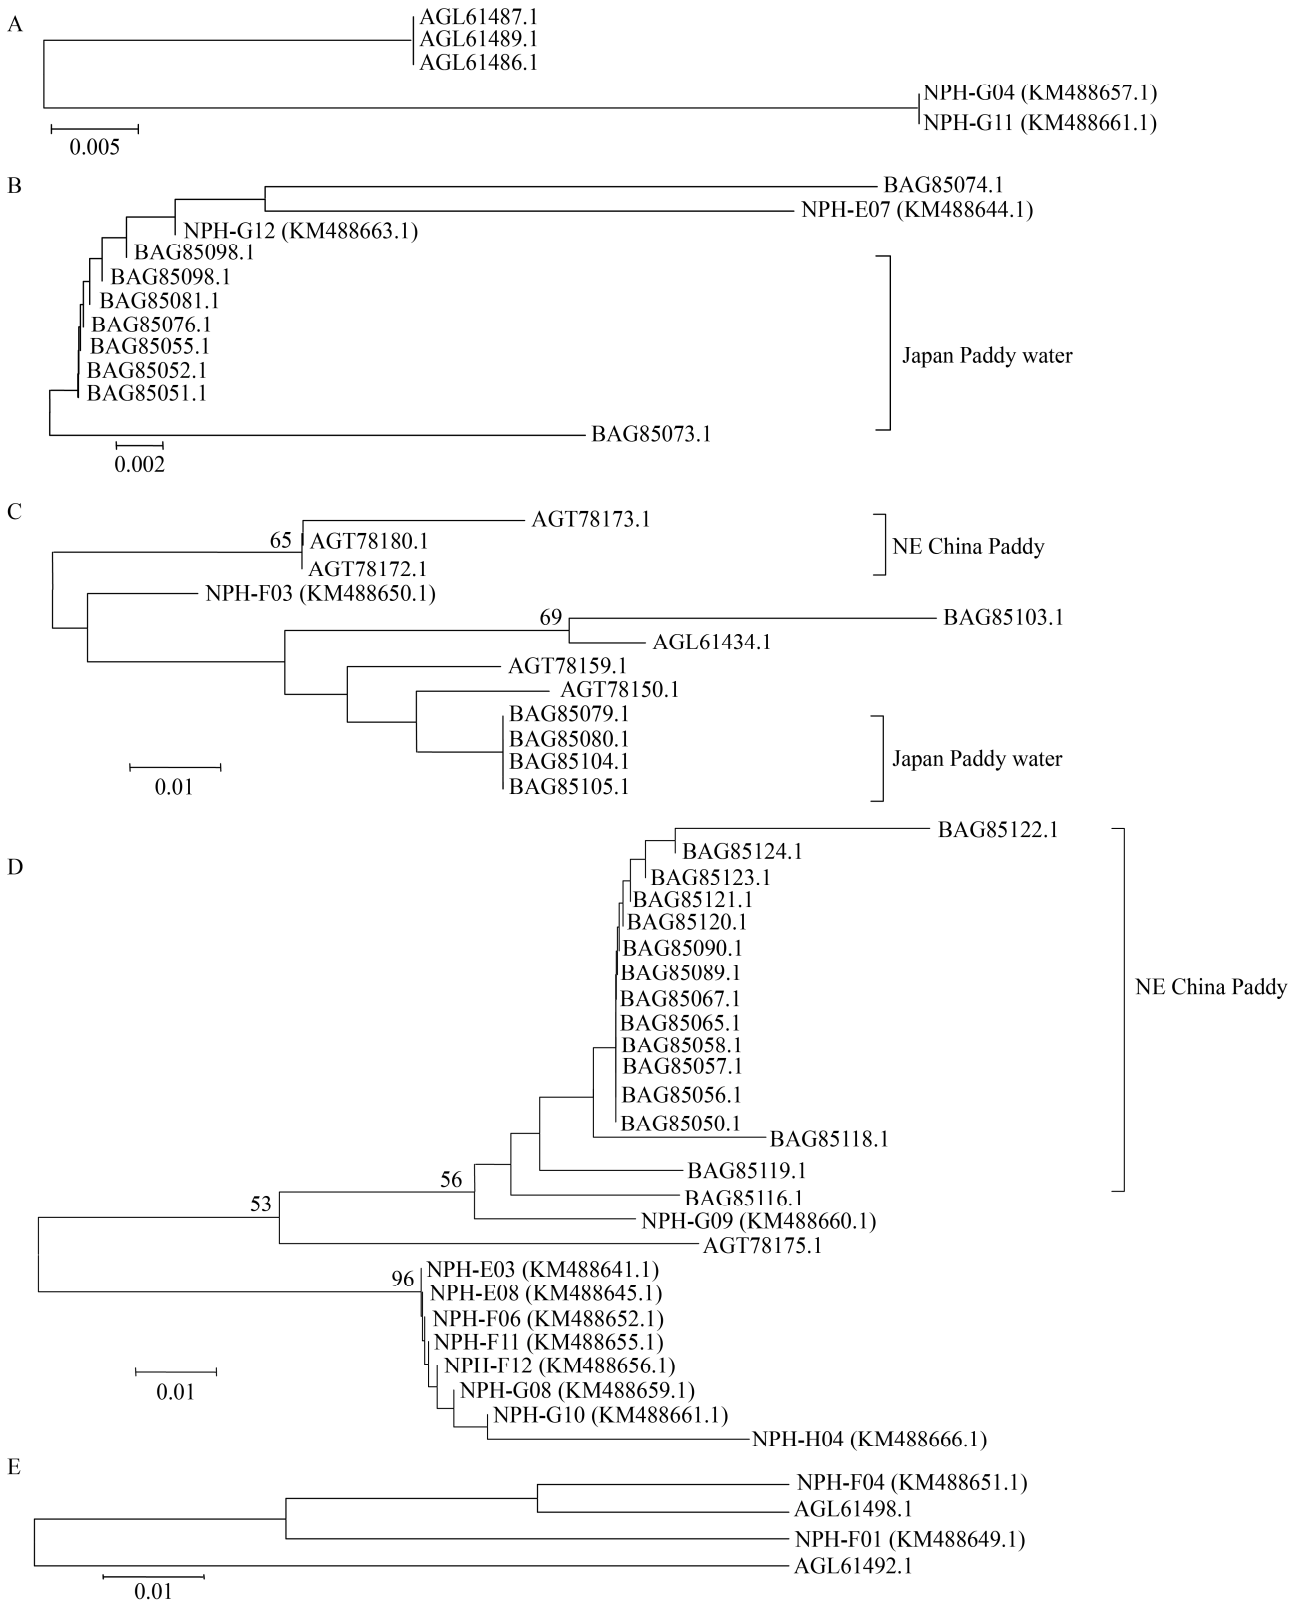 A
AGL61487.1
AGL61489.1
AGL61486.1
NPH-G04 (KM488657.1)
NPH-G11 (KM488661.1)
0.005
B
BAG85074.1
NPH-E07 (KM488644.1)
NPH-G12 (KM488663.1)
BAG85098.1
BAG85098.1
BAG85081.1
BAG85076.1
BAG85055.1
BAG85052.1
BAG85051.1
Japan Paddy water
BAG85073.1
0.002
C
AGT78173.1
65
AGT78180.1
NE China Paddy
AGT78172.1
NPH-F03 (KM488650.1)
69
BAG85103.1
AGL61434.1
AGT78159.1
AGT78150.1
BAG85079.1
BAG85080.1
BAG85104.1
BAG85105.1
Japan Paddy water
0.01
D
BAG85122.1
BAG85124.1
BAG85123.1
BAG85121.1
BAG85120.1
BAG85090.1
BAG85089.1
BAG85067.1
BAG85065.1
BAG85058.1
BAG85057.1
BAG85056.1
BAG85050.1
NE China Paddy
BAG85118.1
BAG85119.1
56
BAG85116.1
53
NPH-G09 (KM488660.1)
AGT78175.1
96
NPH-E03 (KM488641.1)
NPH-E08 (KM488645.1)
NPH-F06 (KM488652.1)
NPH-F11 (KM488655.1)
NPH-F12 (KM488656.1)
NPH-G08 (KM488659.1)
NPH-G10 (KM488661.1)
NPH-H04 (KM488666.1)
0.01
E
NPH-F04 (KM488651.1)
AGL61498.1
NPH-F01 (KM488649.1)
AGL61492.1
0.01